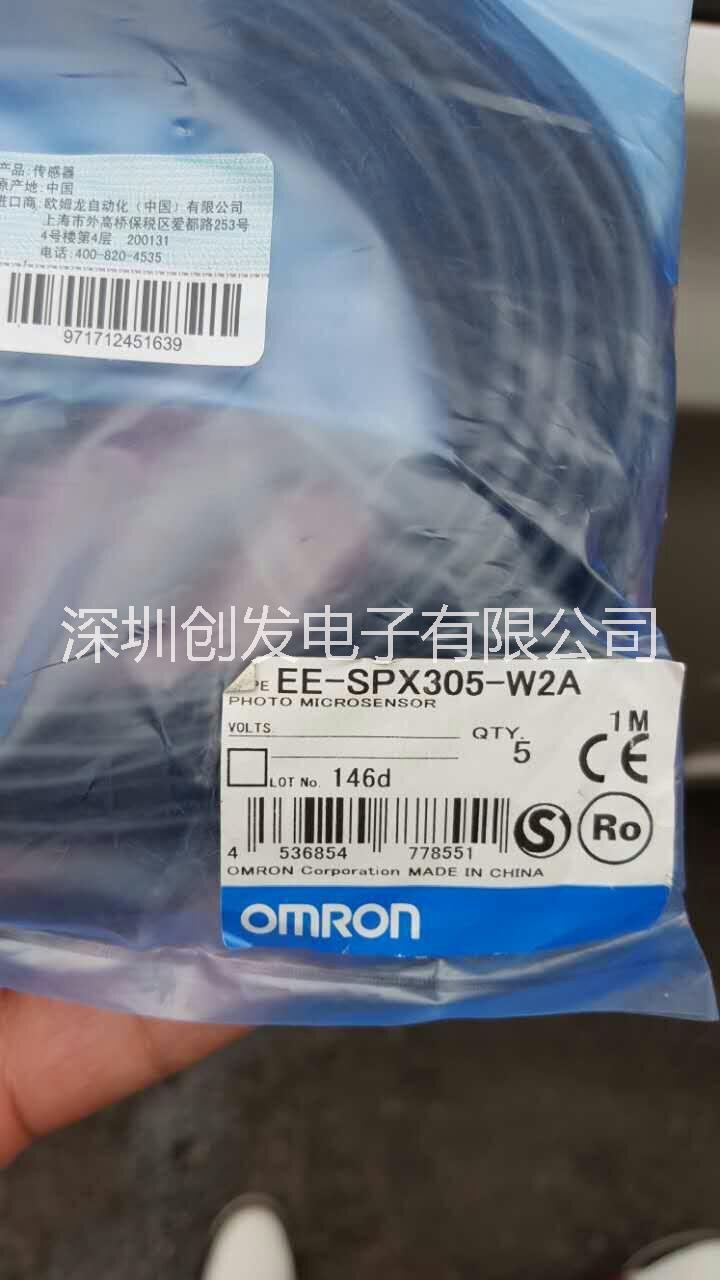 产品:传感器
原产地:中国
进口商:欧姆龙自动化（中国）有限公司
上海市外高桥保税区爱都路253号
4号楼第4层 200131
电话:400-820-4535
971712451639
深圳创发电子有限公司
EE-SPX305-W2A
PHOTO MICROSENSOR
1M
VOLTS
QTY.
5
CE
LOT No. 146d
S
Ro
4 536854 778551
OMRON Corporation MADE IN CHINA
OMRON